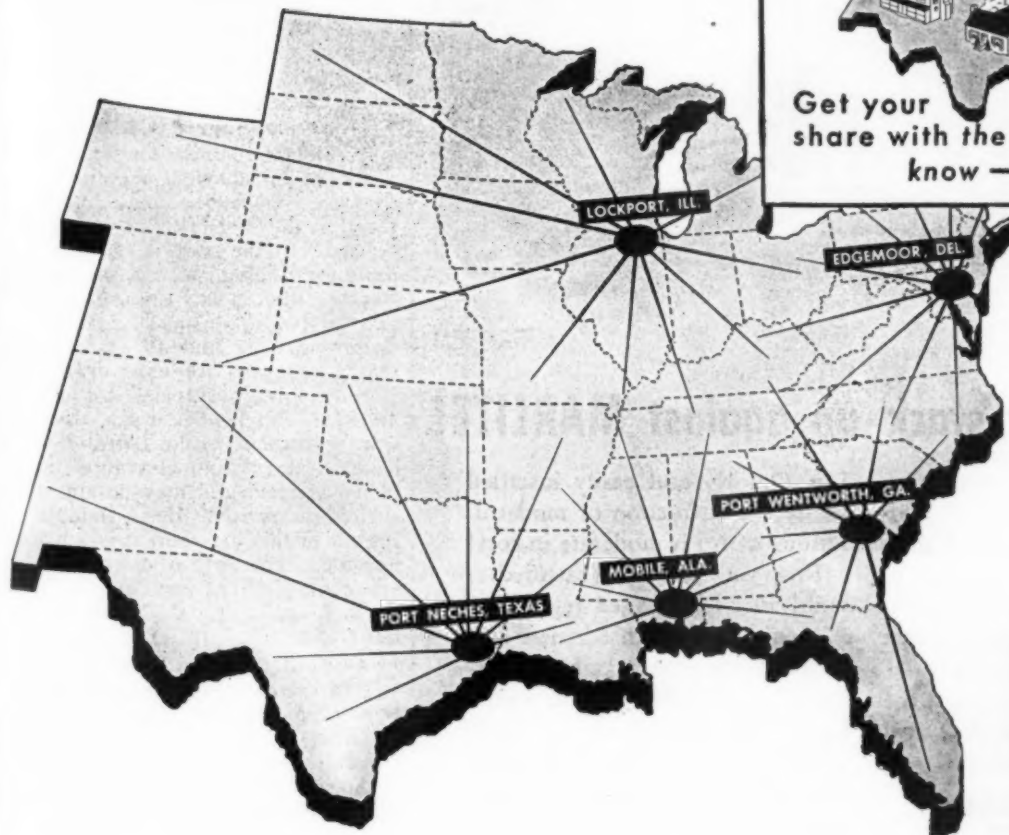 Get your
share with the
know —
LOCKPORT, ILL.
EDGEMOOR, DEL.
PORT WENTWORTH, GA.
MOBILE, ALA.
PORT NECHES, TEXAS